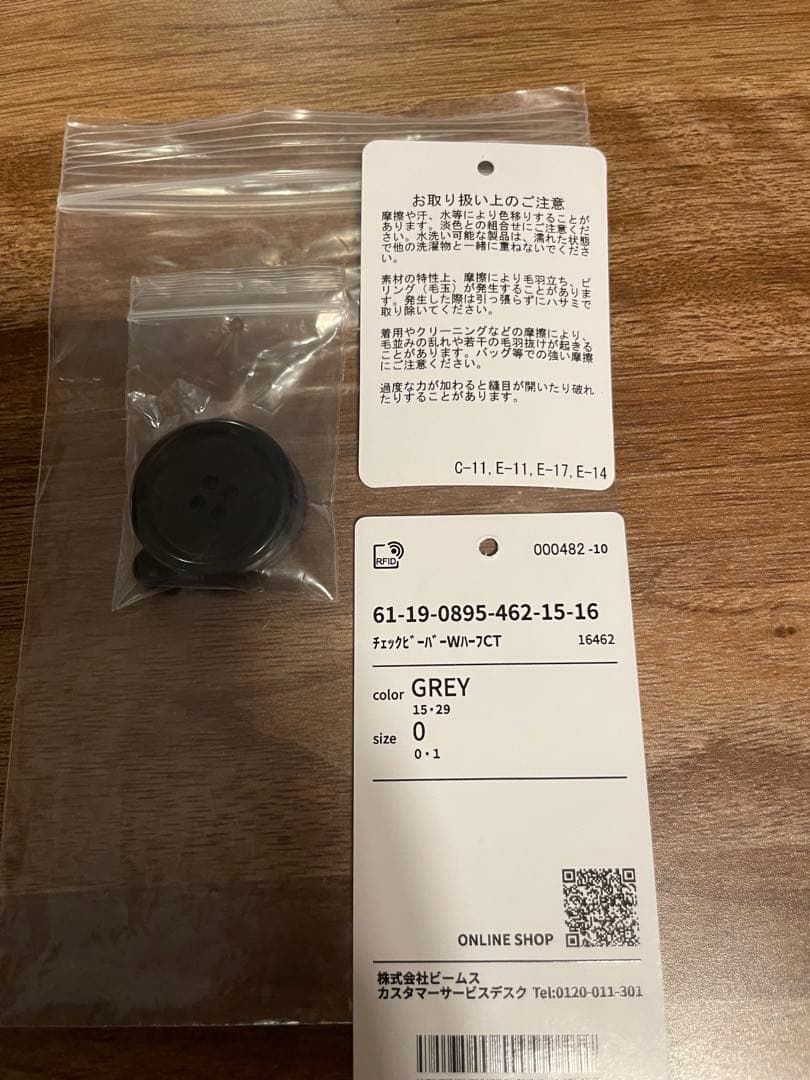 お取り扱い上のご注意
摩擦や汗、水等により色移りすることが
あります。淡色との組合せにご注意くだ
さい。水洗い可能な製品は、濡れた状態
で他の洗濯物と一緒に重ねないでくださ
い。
素材の特性上、摩擦により毛羽立ち、ピ
リング（毛玉）が発生することがありま
す。発生した際は引っ張らずにハサミで
取り除いてください。
着用やクリーニングなどの摩擦により、
毛並みの乱れや若干の毛羽抜けが起きる
ことがあります。バッグ等での強い摩擦
にご注意ください。
過度な力が加わると縫目が開いたり破れ
たりすることがあります。
C-11, E-11, E-17, E-14
RFID
000482 -10
61-19-0895-462-15-16
ﾁｪｯｸﾋﾞｰﾊﾞｰWﾊｰﾌCT 16462
color GREY
15・29
size 0
0・1
ONLINE SHOP
株式会社ビームス
カスタマーサービスデスク Tel:0120-011-301